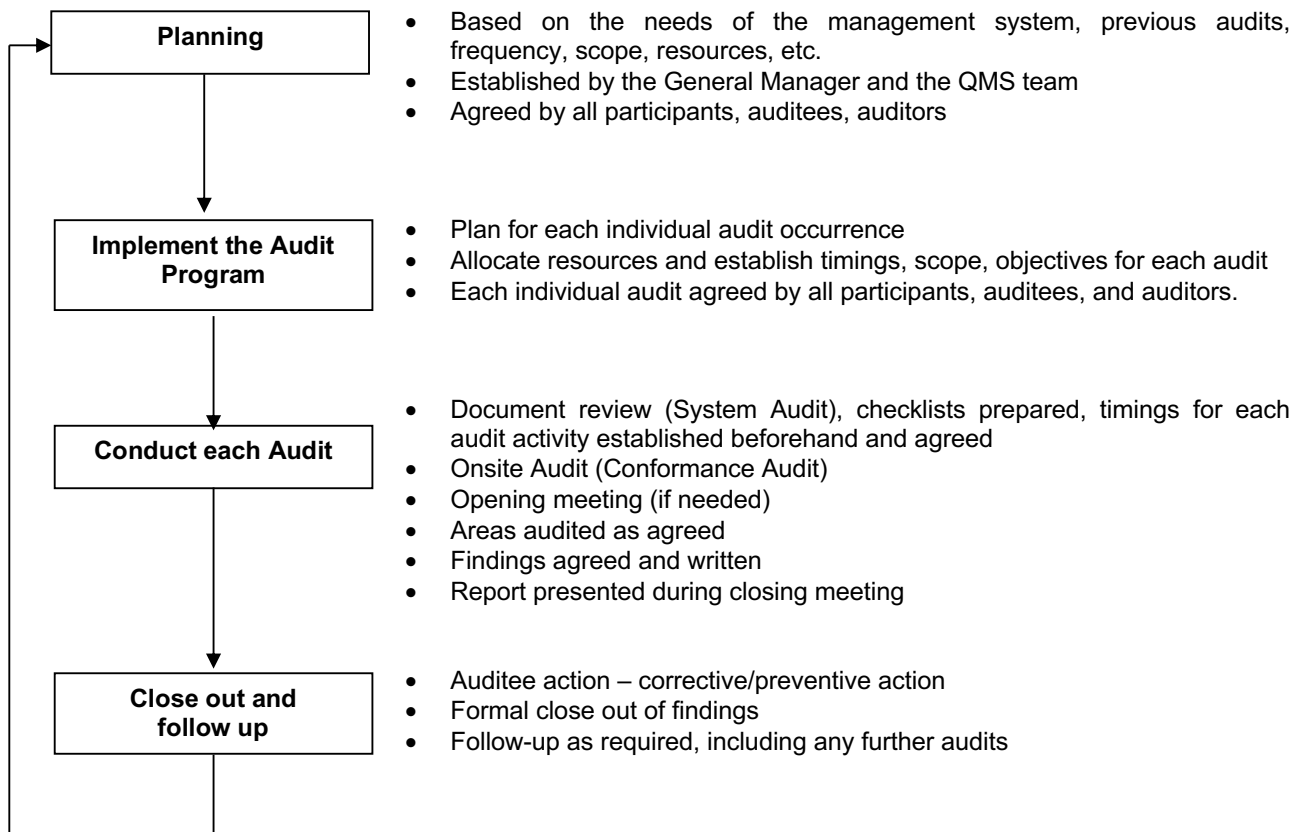 Planning
• Based on the needs of the management system, previous audits,
frequency, scope, resources, etc.
• Established by the General Manager and the QMS team
• Agreed by all participants, auditees, auditors
Implement the Audit
Program
• Plan for each individual audit occurrence
• Allocate resources and establish timings, scope, objectives for each audit
• Each individual audit agreed by all participants, auditees, and auditors.
Conduct each Audit
• Document review (System Audit), checklists prepared, timings for each
audit activity established beforehand and agreed
• Onsite Audit (Conformance Audit)
• Opening meeting (if needed)
• Areas audited as agreed
• Findings agreed and written
• Report presented during closing meeting
Close out and
follow up
• Auditee action – corrective/preventive action
• Formal close out of findings
• Follow-up as required, including any further audits